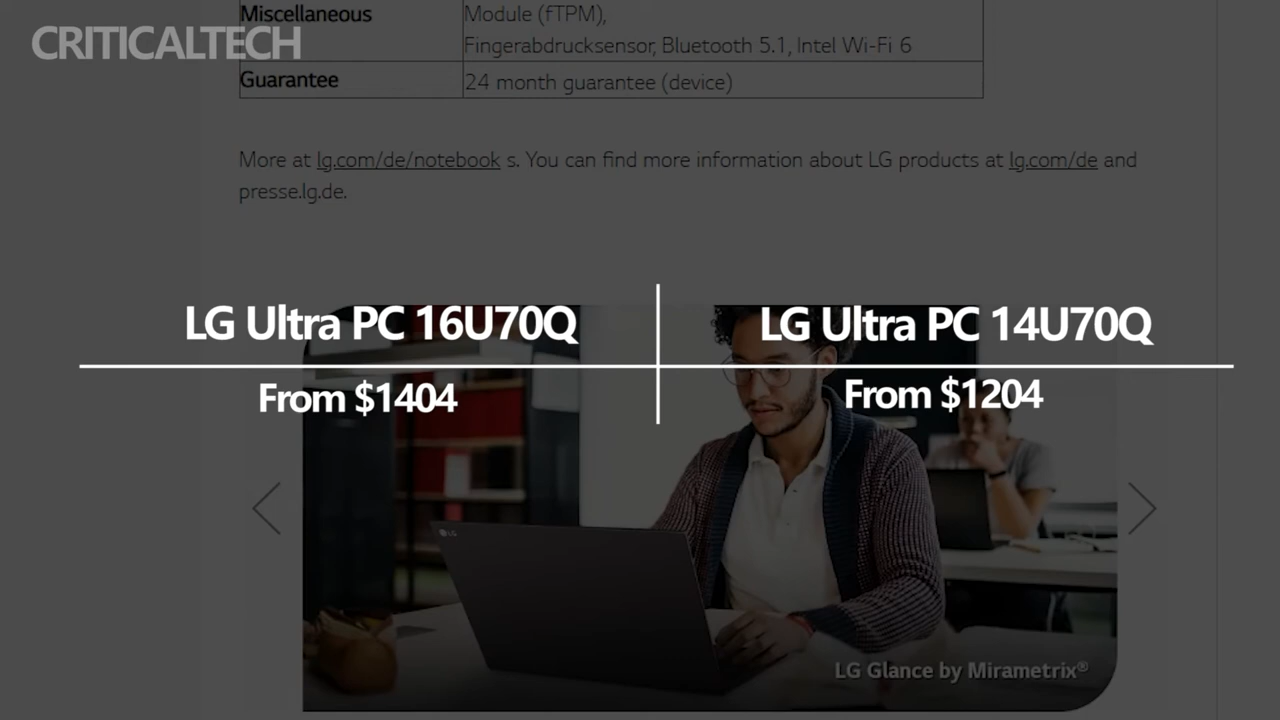 CRITICALTECH
Miscellaneous
Module (fTPM),
Fingerabdrucksensor, Bluetooth 5.1, Intel Wi-Fi 6
Guarantee
24 month guarantee (device)
More at lg.com/de/notebook s. You can find more information about LG products at lg.com/de and
presse.lg.de.
LG Ultra PC 16U70Q
LG Ultra PC 14U70Q
From $1404
From $1204
LG
LG Glance by Mirametrix®